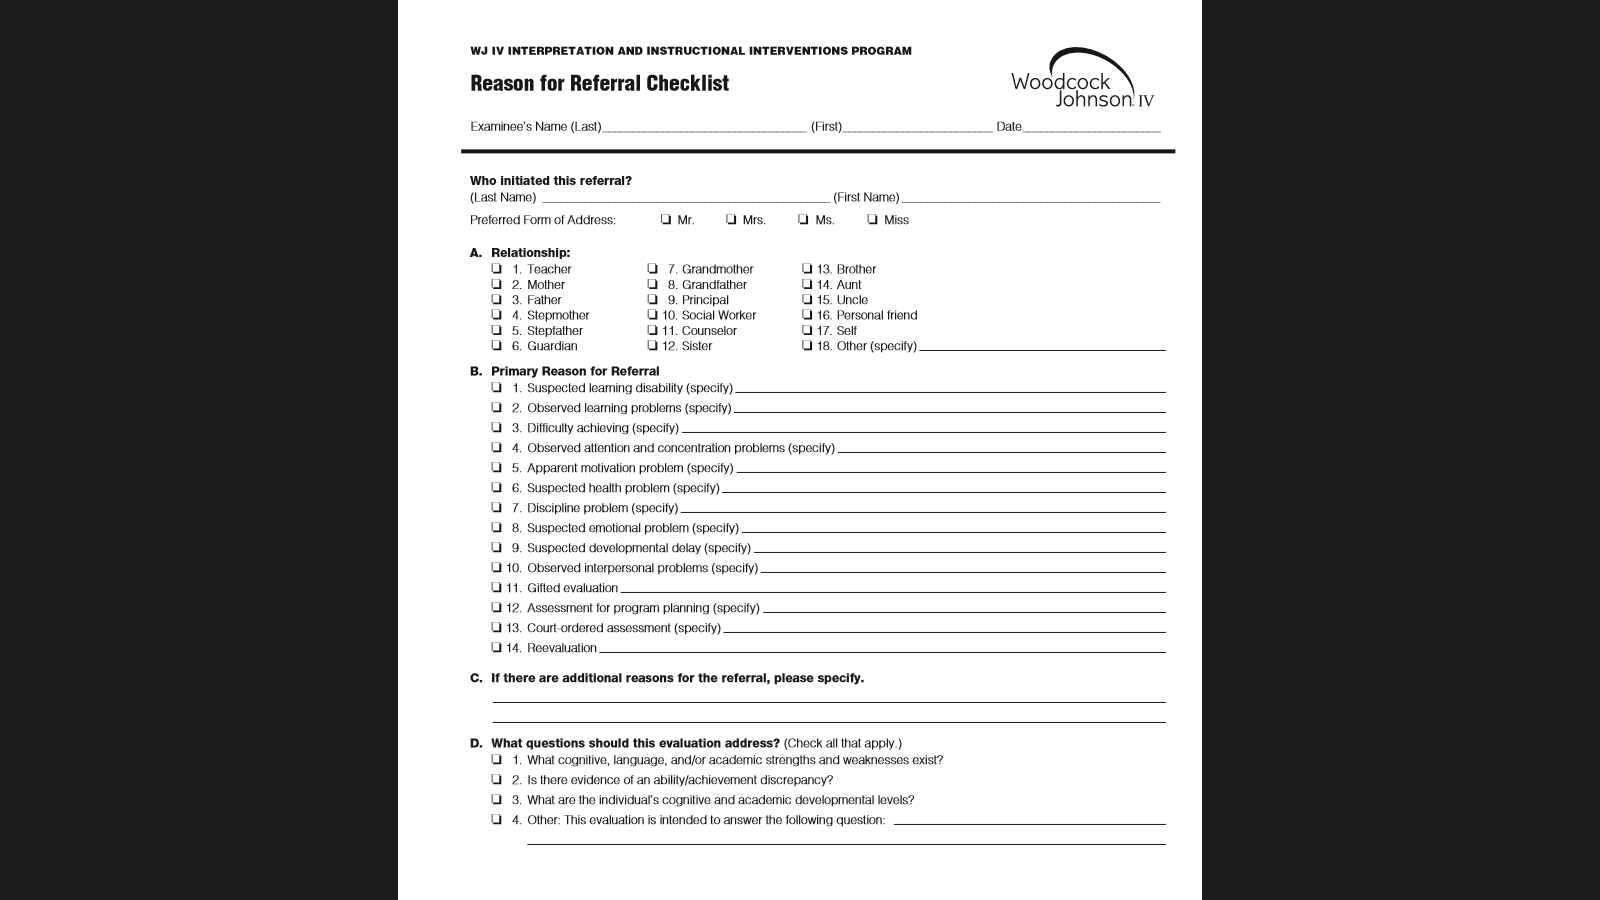 WJ IV INTERPRETATION AND INSTRUCTIONAL INTERVENTIONS PROGRAM
Reason for Referral Checklist
Woodcock
Johnson IV
Examinee's Name (Last) (First) Date
Who initiated this referral?
(Last Name) (First Name)
Preferred Form of Address: ❏ Mr. ❏ Mrs. ❏ Ms. ❏ Miss
A. Relationship:
❏ 1. Teacher ❏ 7. Grandmother ❏ 13. Brother
❏ 2. Mother ❏ 8. Grandfather ❏ 14. Aunt
❏ 3. Father ❏ 9. Principal ❏ 15. Uncle
❏ 4. Stepmother ❏ 10. Social Worker ❏ 16. Personal friend
❏ 5. Stepfather ❏ 11. Counselor ❏ 17. Self
❏ 6. Guardian ❏ 12. Sister ❏ 18. Other (specify)
B. Primary Reason for Referral
❏ 1. Suspected learning disability (specify)
❏ 2. Observed learning problems (specify)
❏ 3. Difficulty achieving (specify)
❏ 4. Observed attention and concentration problems (specify)
❏ 5. Apparent motivation problem (specify)
❏ 6. Suspected health problem (specify)
❏ 7. Discipline problem (specify)
❏ 8. Suspected emotional problem (specify)
❏ 9. Suspected developmental delay (specify)
❏ 10. Observed interpersonal problems (specify)
❏ 11. Gifted evaluation
❏ 12. Assessment for program planning (specify)
❏ 13. Court-ordered assessment (specify)
❏ 14. Reevaluation
C. If there are additional reasons for the referral, please specify.
D. What questions should this evaluation address? (Check all that apply.)
❏ 1. What cognitive, language, and/or academic strengths and weaknesses exist?
❏ 2. Is there evidence of an ability/achievement discrepancy?
❏ 3. What are the individual's cognitive and academic developmental levels?
❏ 4. Other: This evaluation is intended to answer the following question: